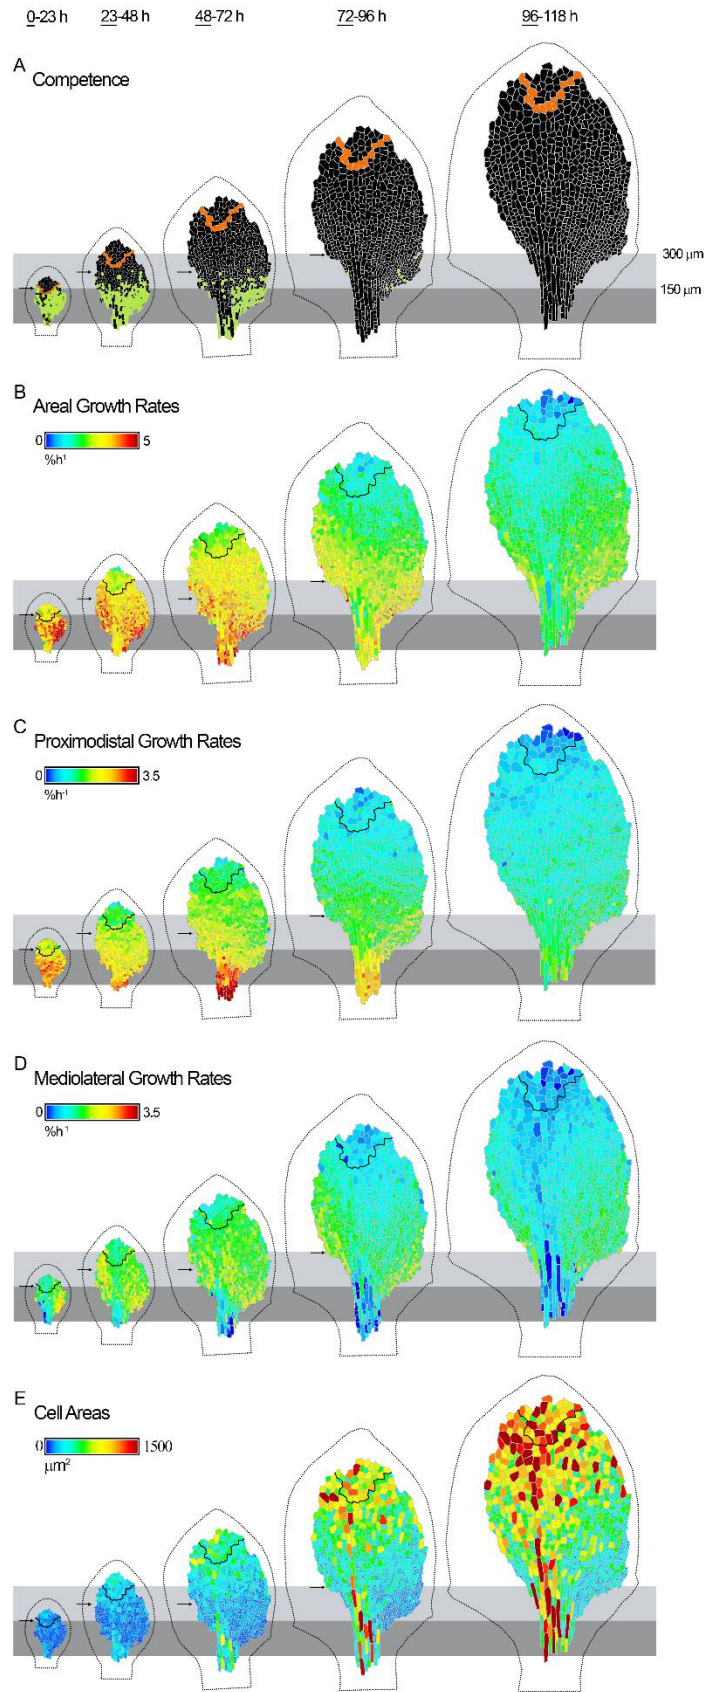 0-23 h 23-48 h 48-72 h 72-96 h 96-118 h
A Competence
300 µm
150 µm
B Areal Growth Rates
0 5
%h¹
C Proximodistal Growth Rates
0 3.5
%h⁻¹
D Mediolateral Growth Rates
0 3.5
%h⁻¹
E Cell Areas
0 1500
µm²